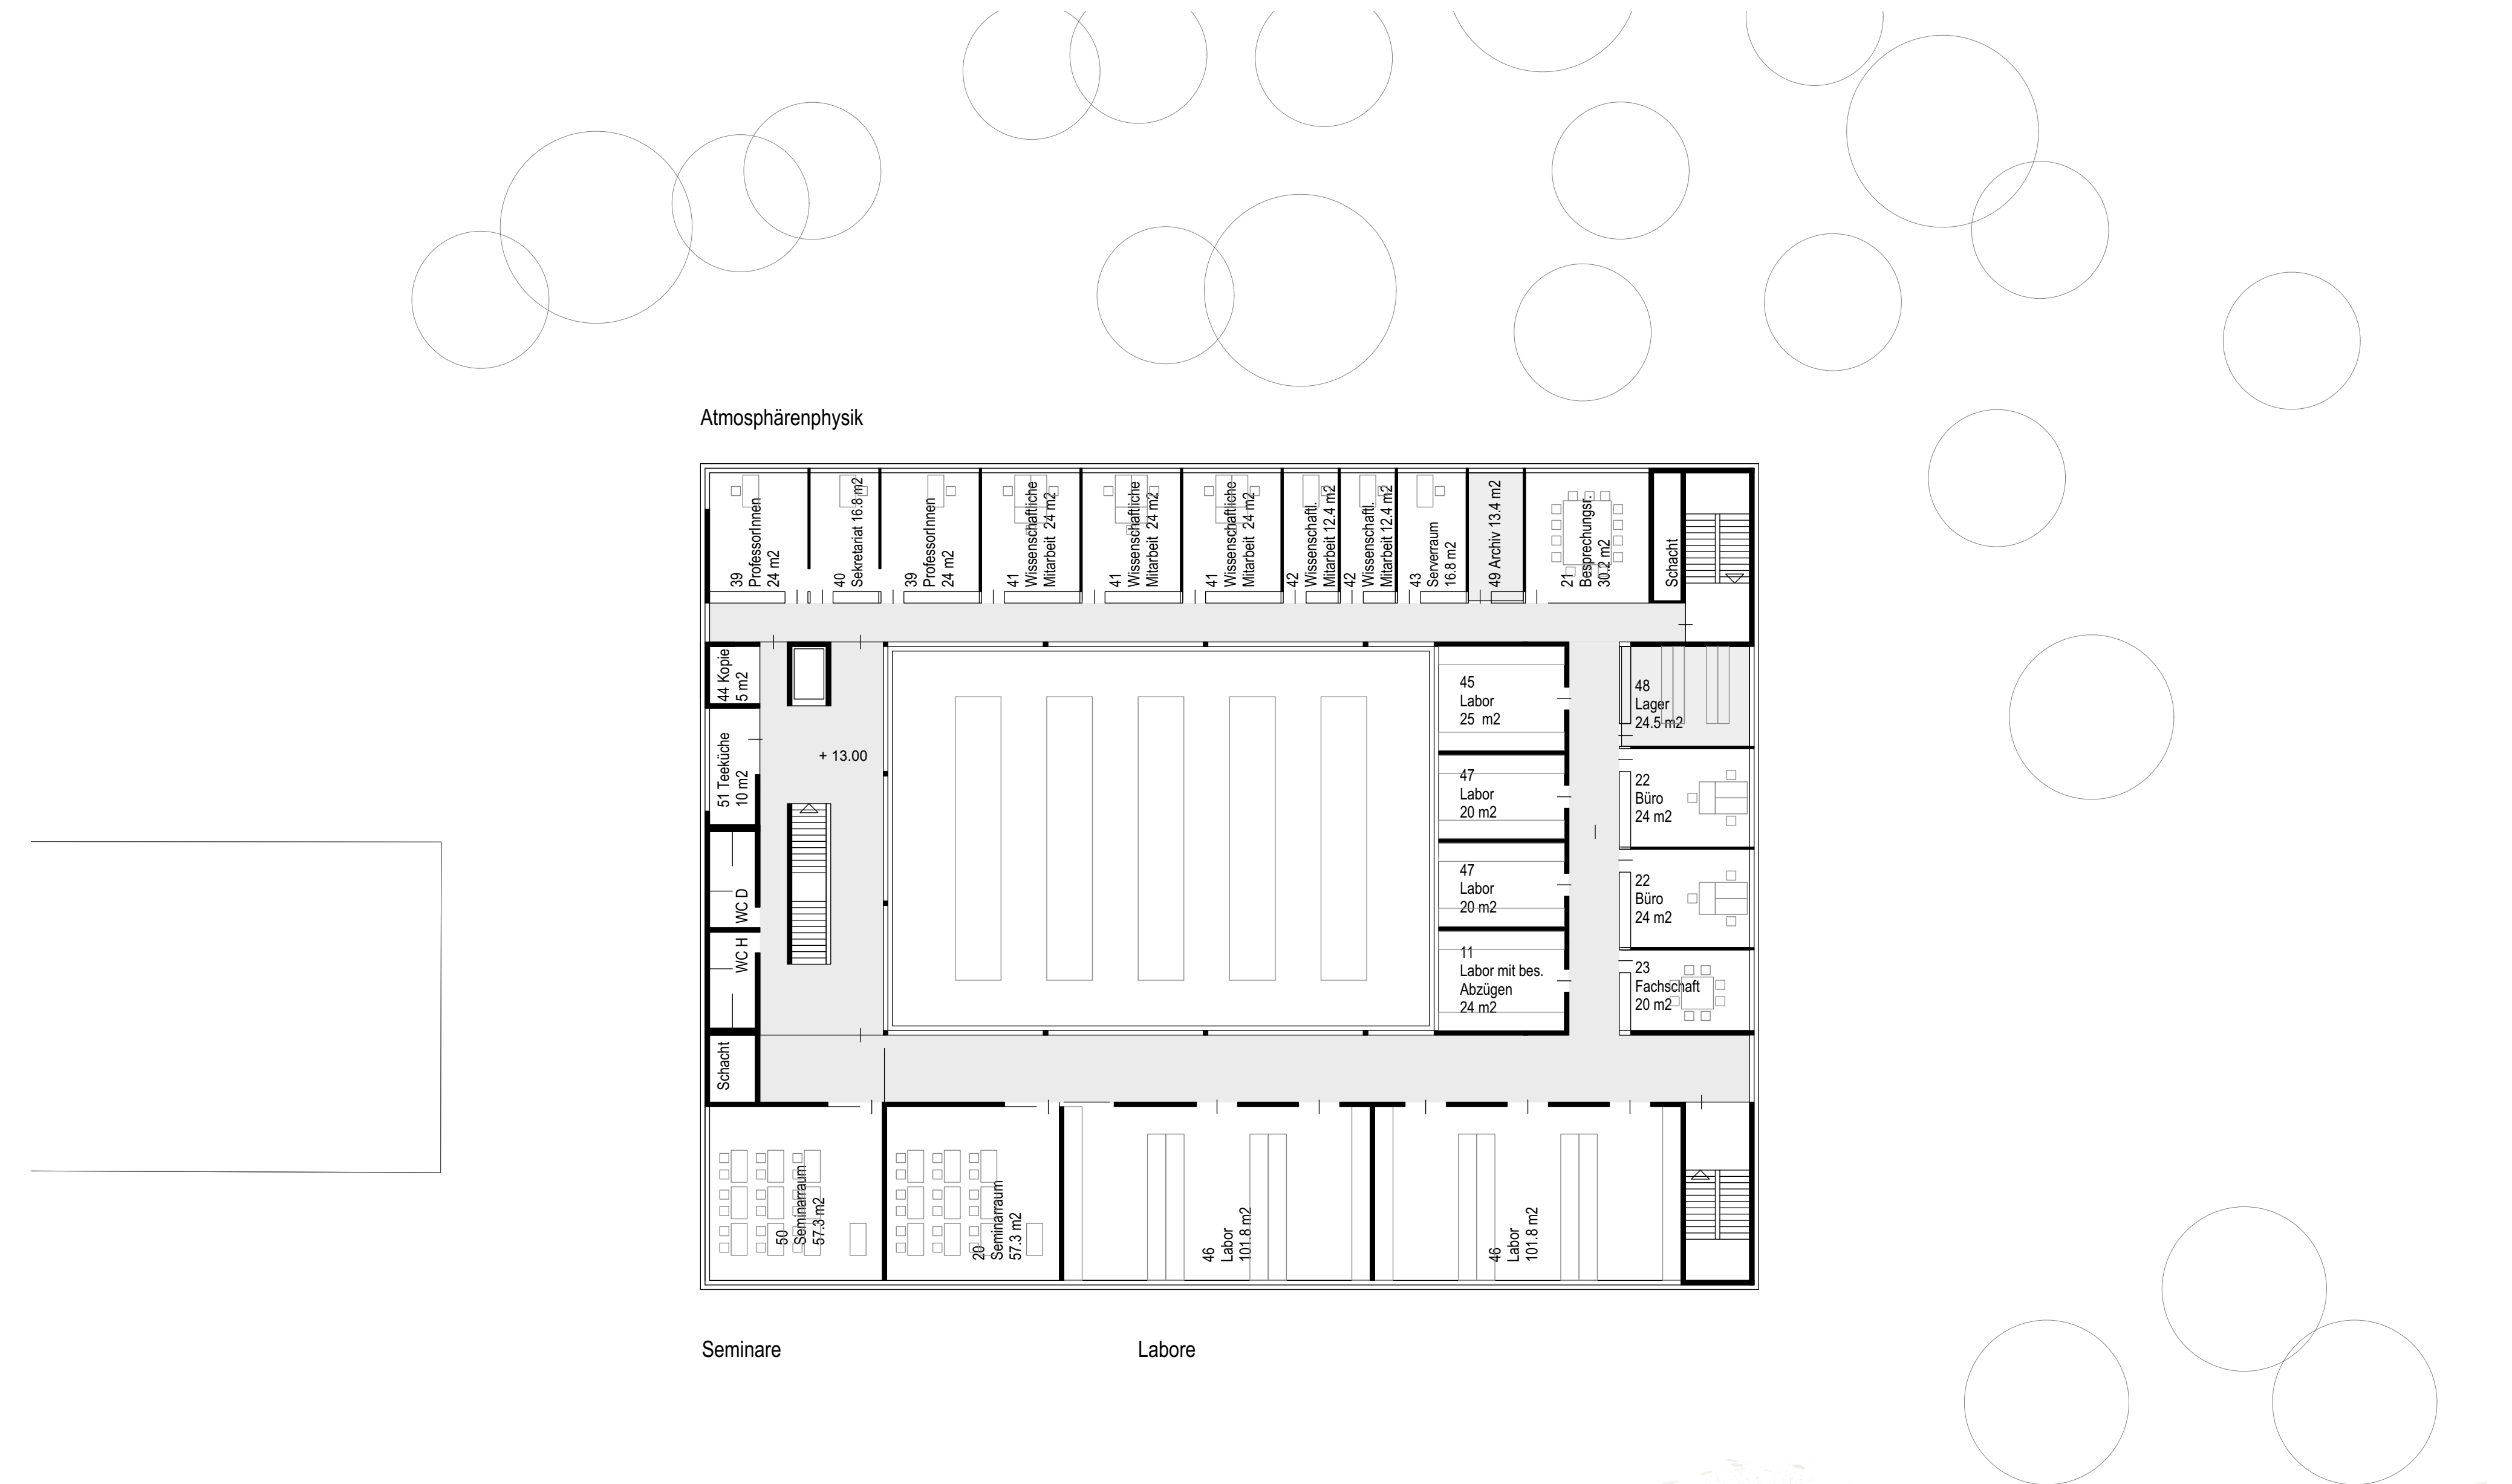 Atmosphärenphysik
39
ProfessorInnen
24 m2
40
Sekretariat 16.8 m2
39
ProfessorInnen
24 m2
41
Wissenschaftliche
Mitarbeit 24 m2
41
Wissenschaftliche
Mitarbeit 24 m2
41
Wissenschaftliche
Mitarbeit 24 m2
42
Wissenschaftl.
Mitarbeit 12.4 m2
42
Wissenschaftl.
Mitarbeit 12.4 m2
43
Serverraum
16.8 m2
49 Archiv 13.4 m2
21
Besprechungsr.
30.2 m2
Schacht
44 Kopie
5 m2
51 Teeküche
10 m2
+ 13.00
WC D
WC H
Schacht
45
Labor
25 m2
47
Labor
20 m2
47
Labor
20 m2
11
Labor mit bes.
Abzügen
24 m2
48
Lager
24.5 m2
22
Büro
24 m2
22
Büro
24 m2
23
Fachschaft
20 m2
50
Seminarraum
57.3 m2
20
Seminarraum
57.3 m2
46
Labor
101.8 m2
46
Labor
101.8 m2
Seminare
Labore